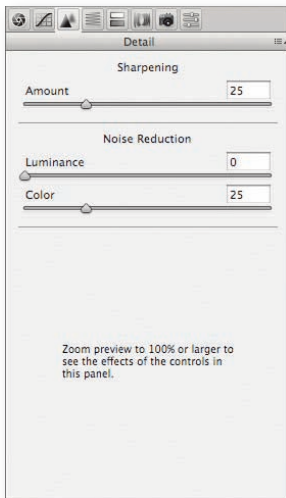 Detail
Sharpening
Amount 25
Noise Reduction
Luminance 0
Color 25
Zoom preview to 100% or larger to
see the effects of the controls in
this panel.